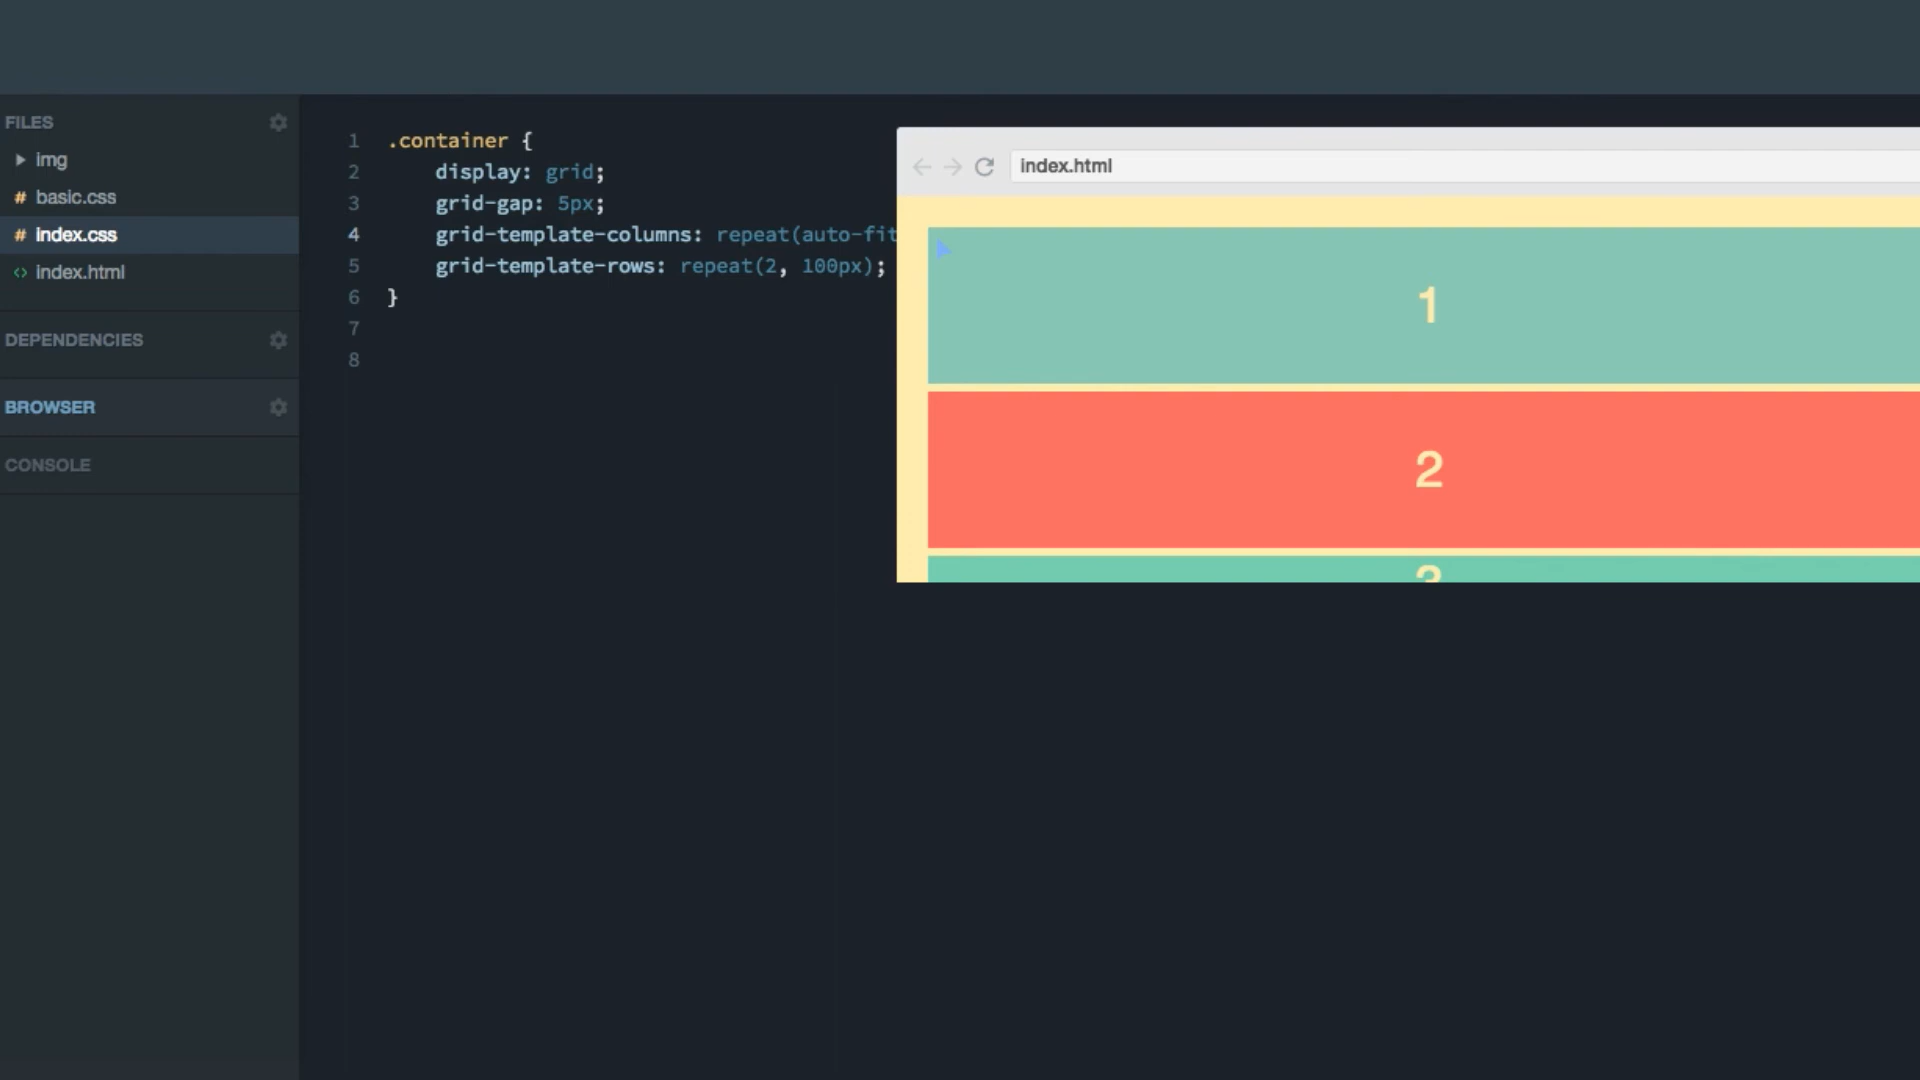 FILES
img
# basic.css
# index.css
<> index.html
DEPENDENCIES
BROWSER
CONSOLE
1 .container {
2 display: grid;
3 grid-gap: 5px;
4 grid-template-columns: repeat(auto-fit
5 grid-template-rows: repeat(2, 100px);
6 }
7
8
index.html
1
2
3